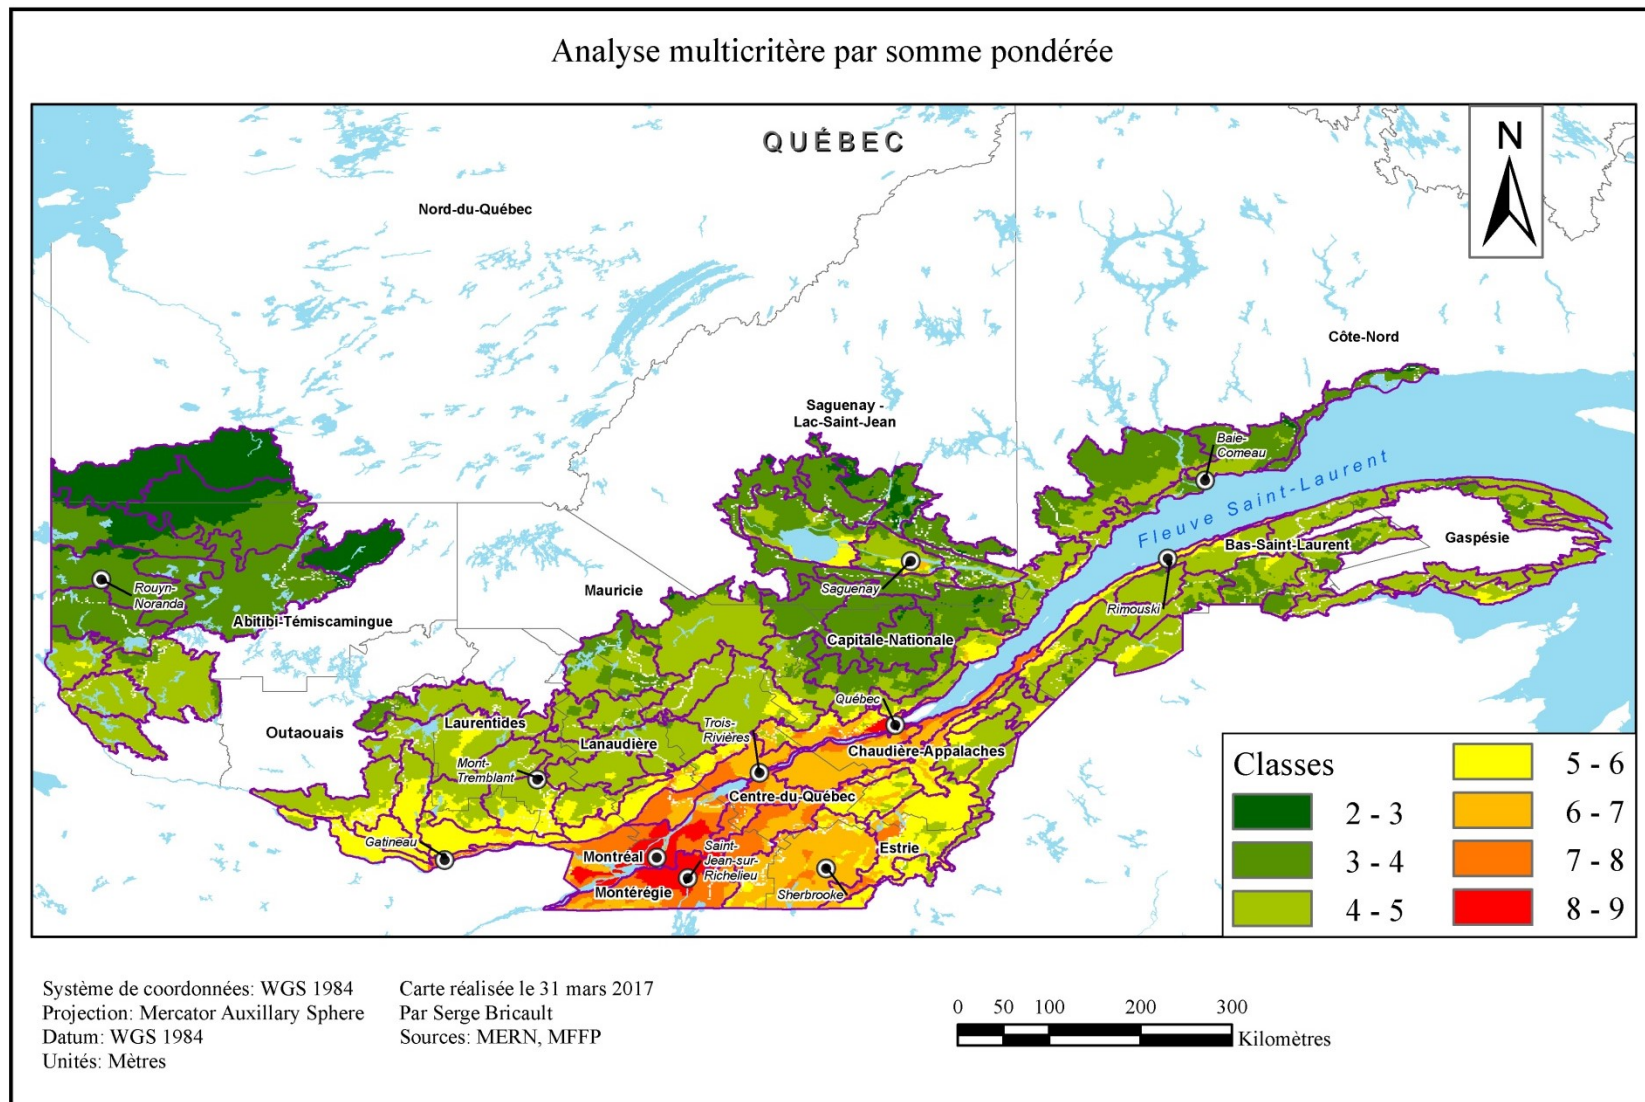 Analyse multicritère par somme pondérée
QUÉBEC
N
Nord-du-Québec
Côte-Nord
Saguenay -
Lac-Saint-Jean
Baie-
Comeau
Fleuve Saint-Laurent
Bas-Saint-Laurent
Gaspésie
Rouyn-
Noranda
Mauricie
Saguenay
Rimouski
Abitibi-Témiscamingue
Capitale-Nationale
Québec
Outaouais
Laurentides
Trois-
Rivières
Lanaudière
Chaudière-Appalaches
Mont-
Tremblant
Centre-du-Québec
Gatineau
Montréal
Saint-
Jean-sur-
Richelieu
Estrie
Montérégie
Sherbrooke
Classes
2 - 3
3 - 4
4 - 5
5 - 6
6 - 7
7 - 8
8 - 9
Système de coordonnées: WGS 1984
Projection: Mercator Auxillary Sphere
Datum: WGS 1984
Unités: Mètres
Carte réalisée le 31 mars 2017
Par Serge Bricault
Sources: MERN, MFFP
0 50 100 200 300
Kilomètres